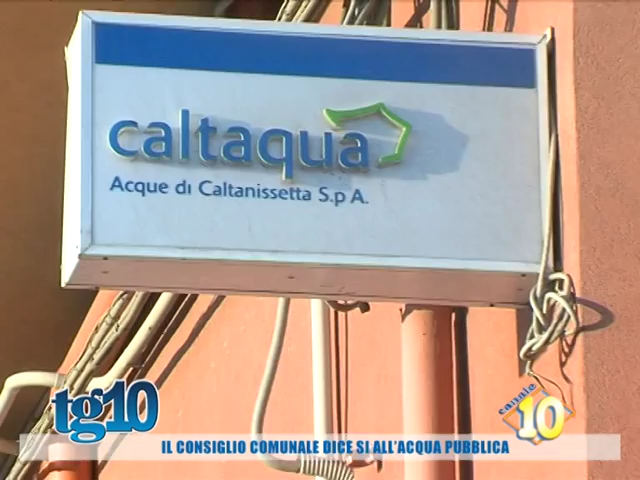 caltaqua
Acque di Caltanissetta S.p A.
tg10
canale
10
IL CONSIGLIO COMUNALE DICE SI ALL'ACQUA PUBBLICA